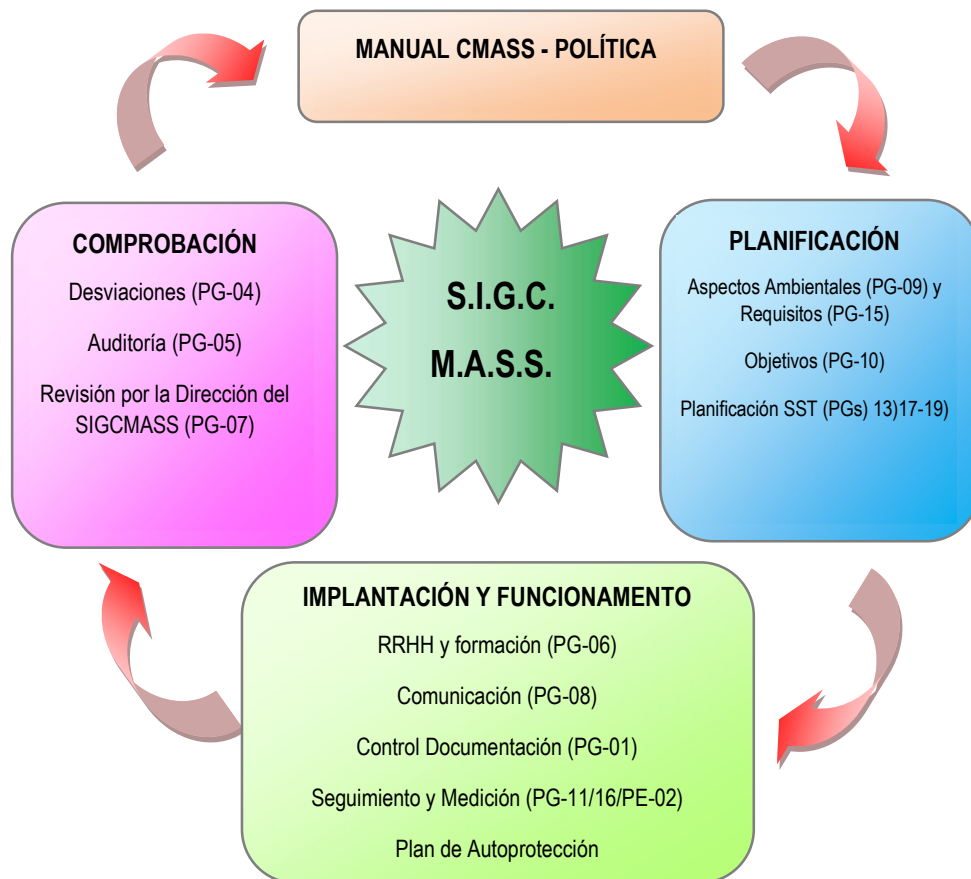 MANUAL CMASS - POLÍTICA
COMPROBACIÓN
Desviaciones (PG-04)
Auditoría (PG-05)
Revisión por la Dirección del
SIGCMASS (PG-07)
S.I.G.C.
M.A.S.S.
PLANIFICACIÓN
Aspectos Ambientales (PG-09) y
Requisitos (PG-15)
Objetivos (PG-10)
Planificación SST (PGs) 13)17-19)
IMPLANTACIÓN Y FUNCIONAMENTO
RRHH y formación (PG-06)
Comunicación (PG-08)
Control Documentación (PG-01)
Seguimiento y Medición (PG-11/16/PE-02)
Plan de Autoprotección